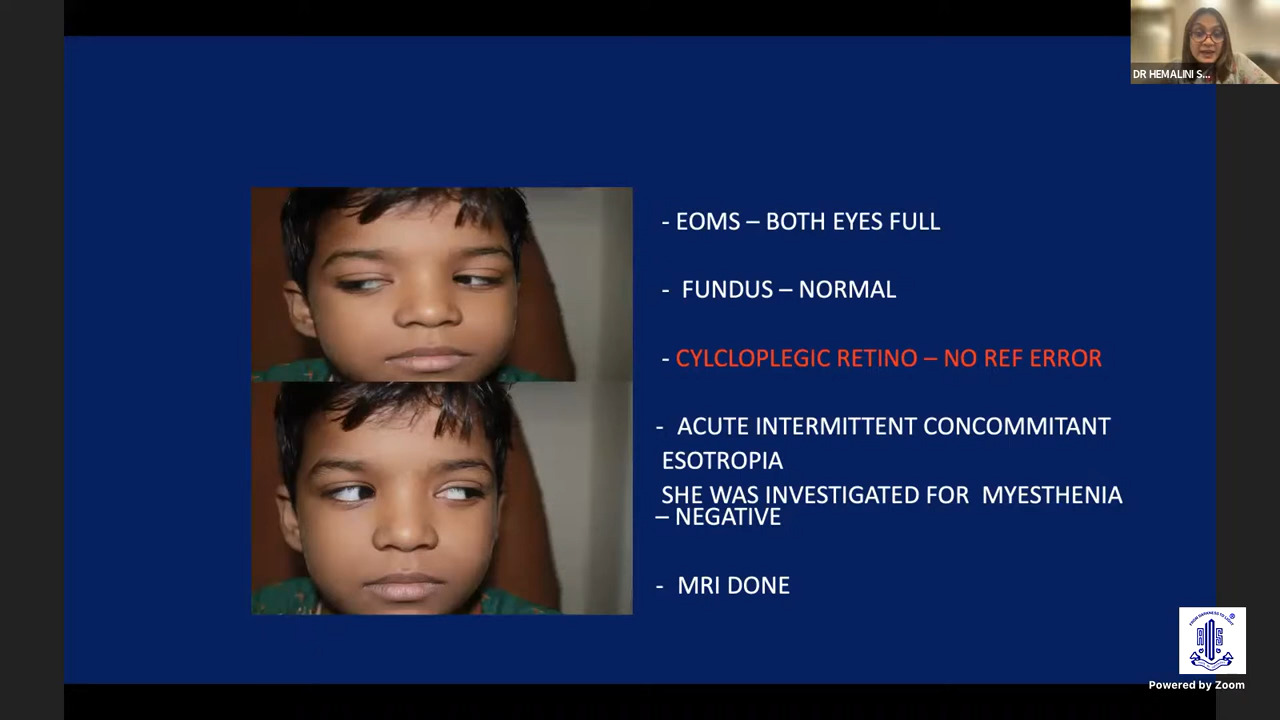 DR HEMALINI S...
- EOMS – BOTH EYES FULL
- FUNDUS – NORMAL
- CYLCLOPLEGIC RETINO – NO REF ERROR
- ACUTE INTERMITTENT CONCOMMITANT
ESOTROPIA
SHE WAS INVESTIGATED FOR MYESTHENIA
– NEGATIVE
- MRI DONE
Powered by Zoom